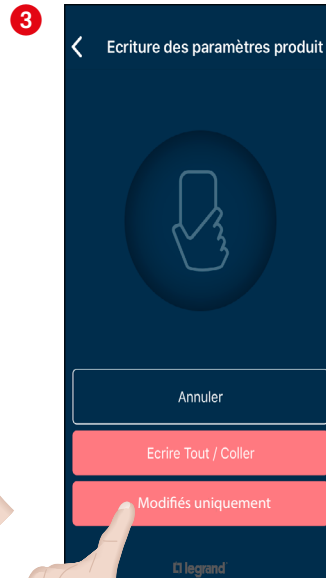 3
Ecriture des paramètres produit
Annuler
Ecrire Tout / Coller
Modifiés uniquement
legrand